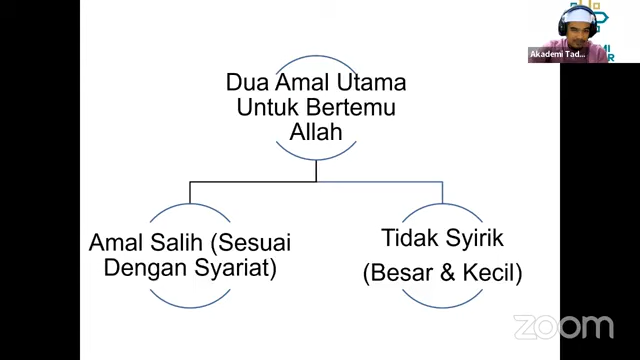 Dua Amal Utama
Untuk Bertemu
Allah
Amal Salih (Sesuai
Dengan Syariat)
Tidak Syirik
(Besar & Kecil)
Akademi Tad...
zoom